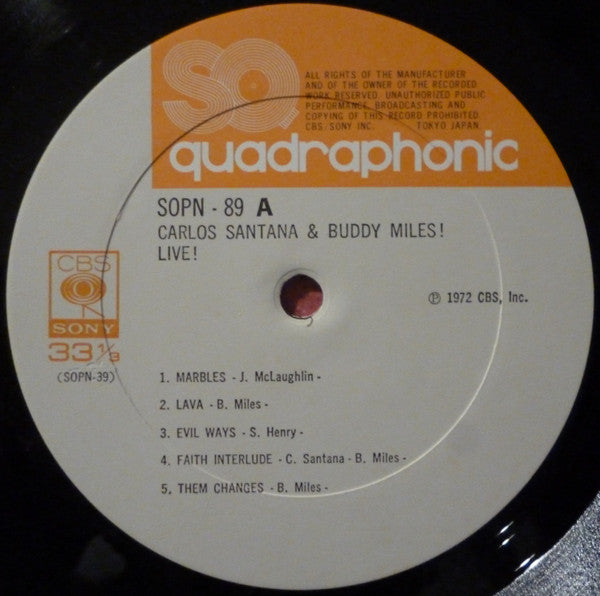 SQ
ALL RIGHTS OF THE MANUFACTURER
AND OF THE OWNER OF THE RECORDED
WORK RESERVED. UNAUTHORIZED PUBLIC
PERFORMANCE, BROADCASTING AND
COPYING OF THIS RECORD PROHIBITED.
CBS/SONY INC. TOKYO JAPAN.
quadraphonic
SOPN - 89 A
CARLOS SANTANA & BUDDY MILES!
LIVE!
CBS
SONY
33 1/3
(SOPN-39)
℗ 1972 CBS, Inc.
1. MARBLES - J. McLaughlin -
2. LAVA - B. Miles -
3. EVIL WAYS - S. Henry -
4. FAITH INTERLUDE - C. Santana - B. Miles -
5. THEM CHANGES - B. Miles -